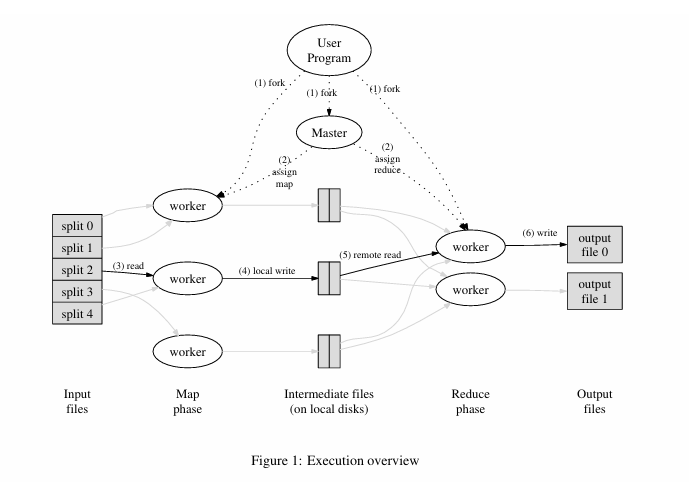 User
Program
(1) fork
(1) fork
(1) fork
Master
(2)
assign
map
(2)
assign
reduce
worker
split 0
split 1
split 2
split 3
split 4
(3) read
worker
(4) local write
(5) remote read
worker
(6) write
output
file 0
worker
output
file 1
worker
Input
files
Map
phase
Intermediate files
(on local disks)
Reduce
phase
Output
files
Figure 1: Execution overview